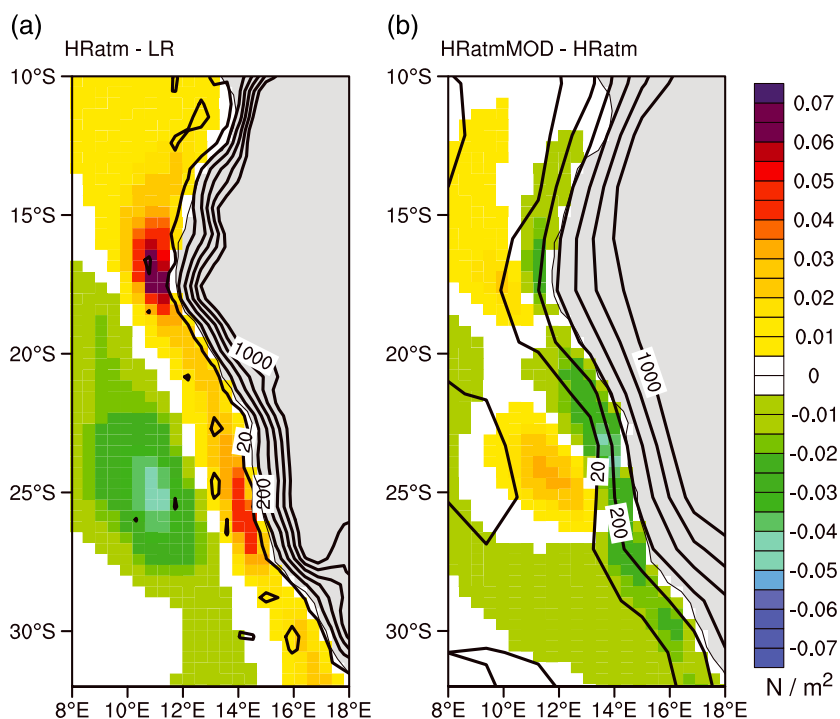 (a)
HRatm - LR
10°S
15°S
20°S
25°S
30°S
8°E 10°E 12°E 14°E 16°E 18°E
1000
20
200
(b)
HRatmMOD - HRatm
10°S
15°S
20°S
25°S
30°S
8°E 10°E 12°E 14°E 16°E 18°E
1000
20
200
0.07
0.06
0.05
0.04
0.03
0.02
0.01
0
-0.01
-0.02
-0.03
-0.04
-0.05
-0.06
-0.07
N / m²